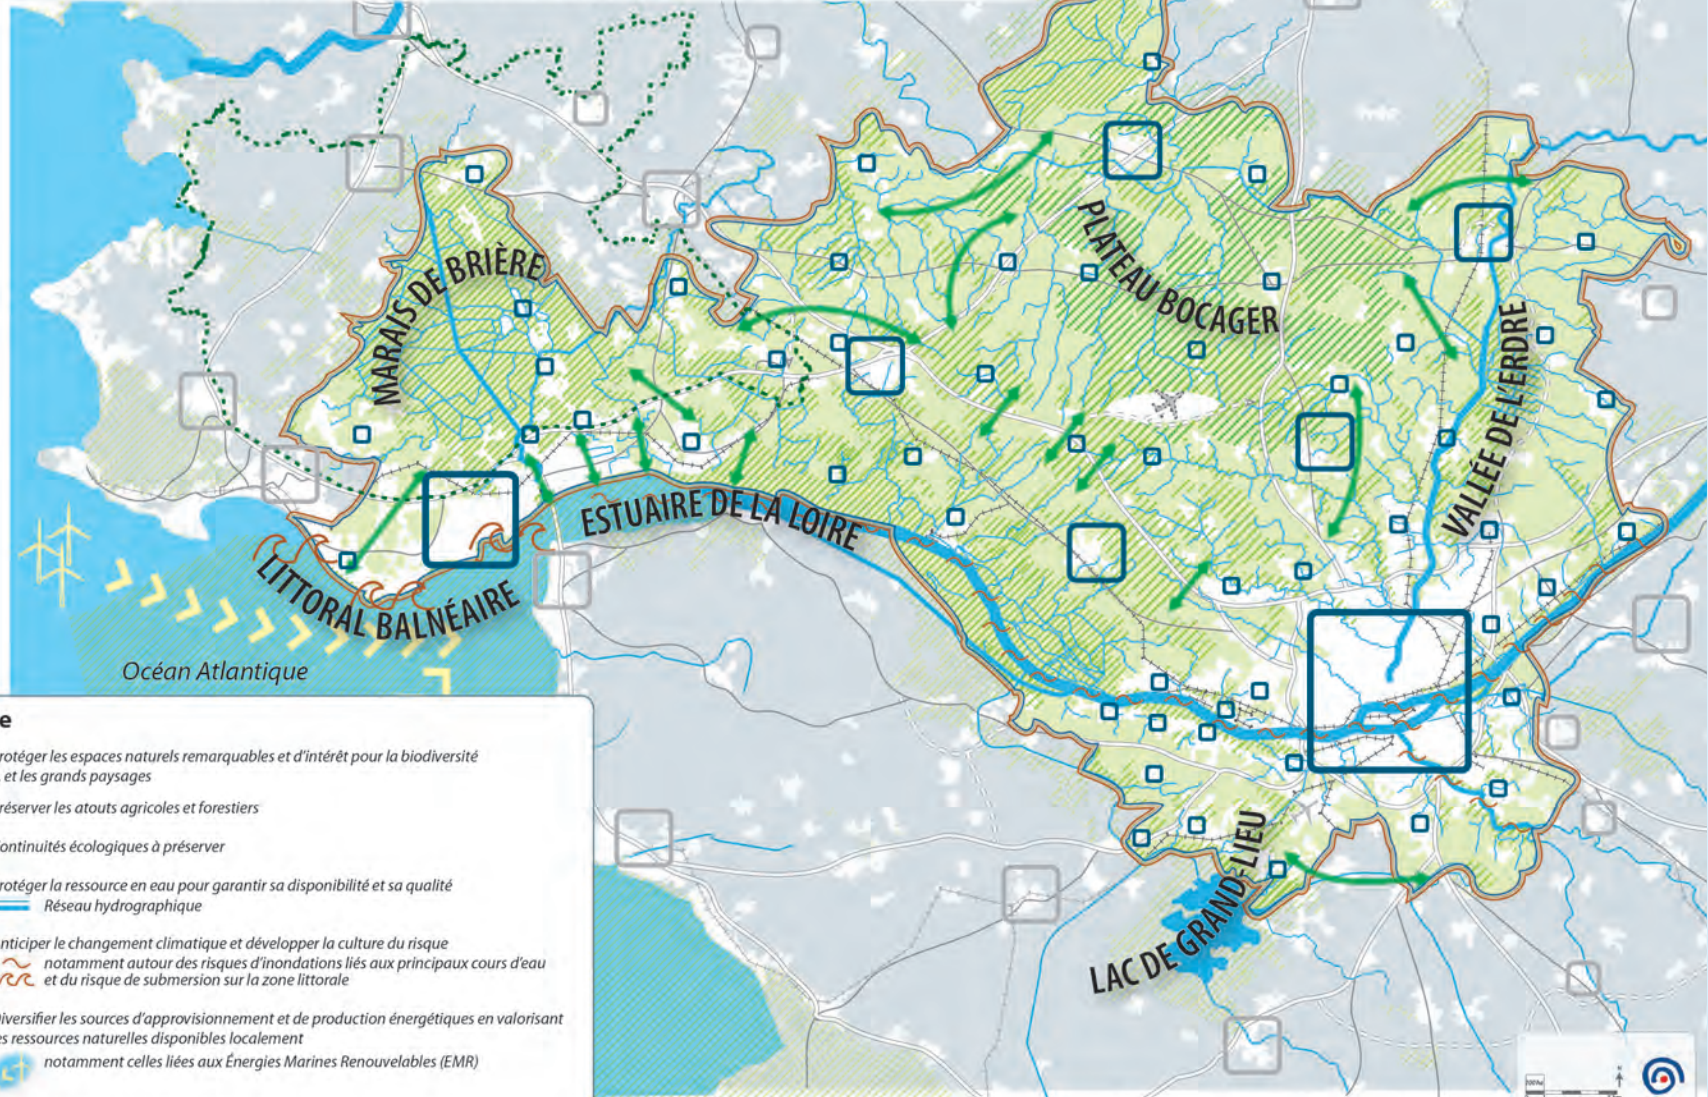 MARAIS DE BRIÈRE
PLATEAU BOCAGER
VALLÉE DE L'ERDRE
ESTUAIRE DE LA LOIRE
LITTORAL BALNÉAIRE
Océan Atlantique
LAC DE GRAND-LIEU
e
rotéger les espaces naturels remarquables et d'intérêt pour la biodiversité
, et les grands paysages
réserver les atouts agricoles et forestiers
ontinuités écologiques à préserver
rotéger la ressource en eau pour garantir sa disponibilité et sa qualité
Réseau hydrographique
nticiper le changement climatique et développer la culture du risque
notamment autour des risques d'inondations liés aux principaux cours d'eau
et du risque de submersion sur la zone littorale
iversifier les sources d'approvisionnement et de production énergétiques en valorisant
es ressources naturelles disponibles localement
notamment celles liées aux Énergies Marines Renouvelables (EMR)